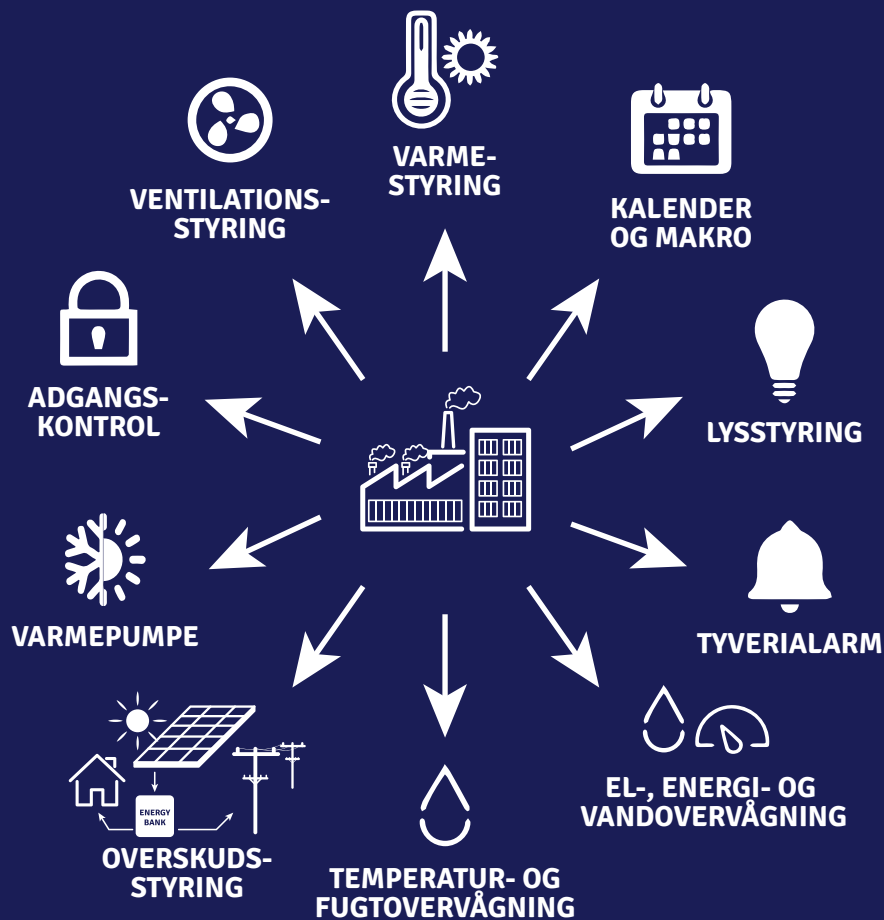 VARME-
STYRING
VENTILATIONS-
STYRING
KALENDER
OG MAKRO
ADGANGS-
KONTROL
LYSSTYRING
VARMEPUMPE
TYVERIALARM
ENERGY
BANK
OVERSKUDS-
STYRING
EL-, ENERGI- OG
VANDOVERVÅGNING
TEMPERATUR- OG
FUGTOVERVÅGNING